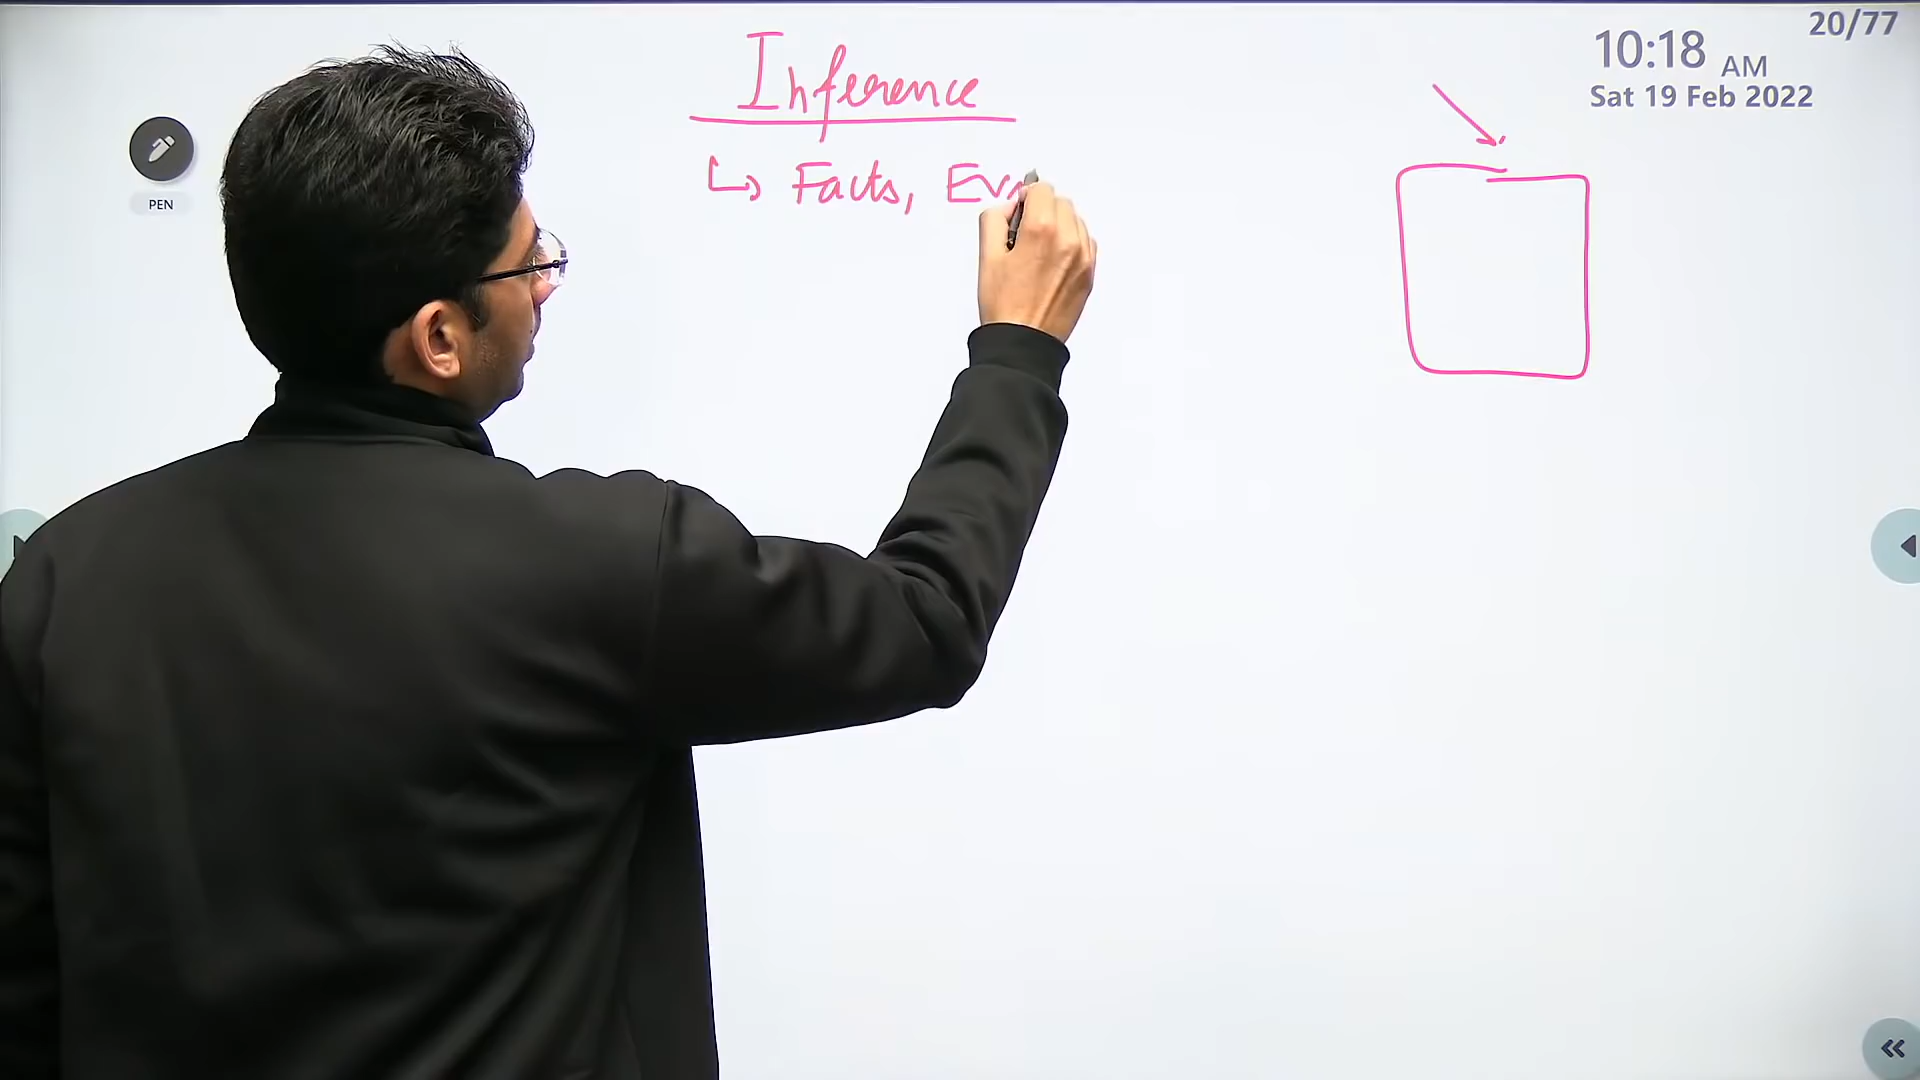 20/77
10:18 AM
Sat 19 Feb 2022
Inference
↳ Facts,
PEN